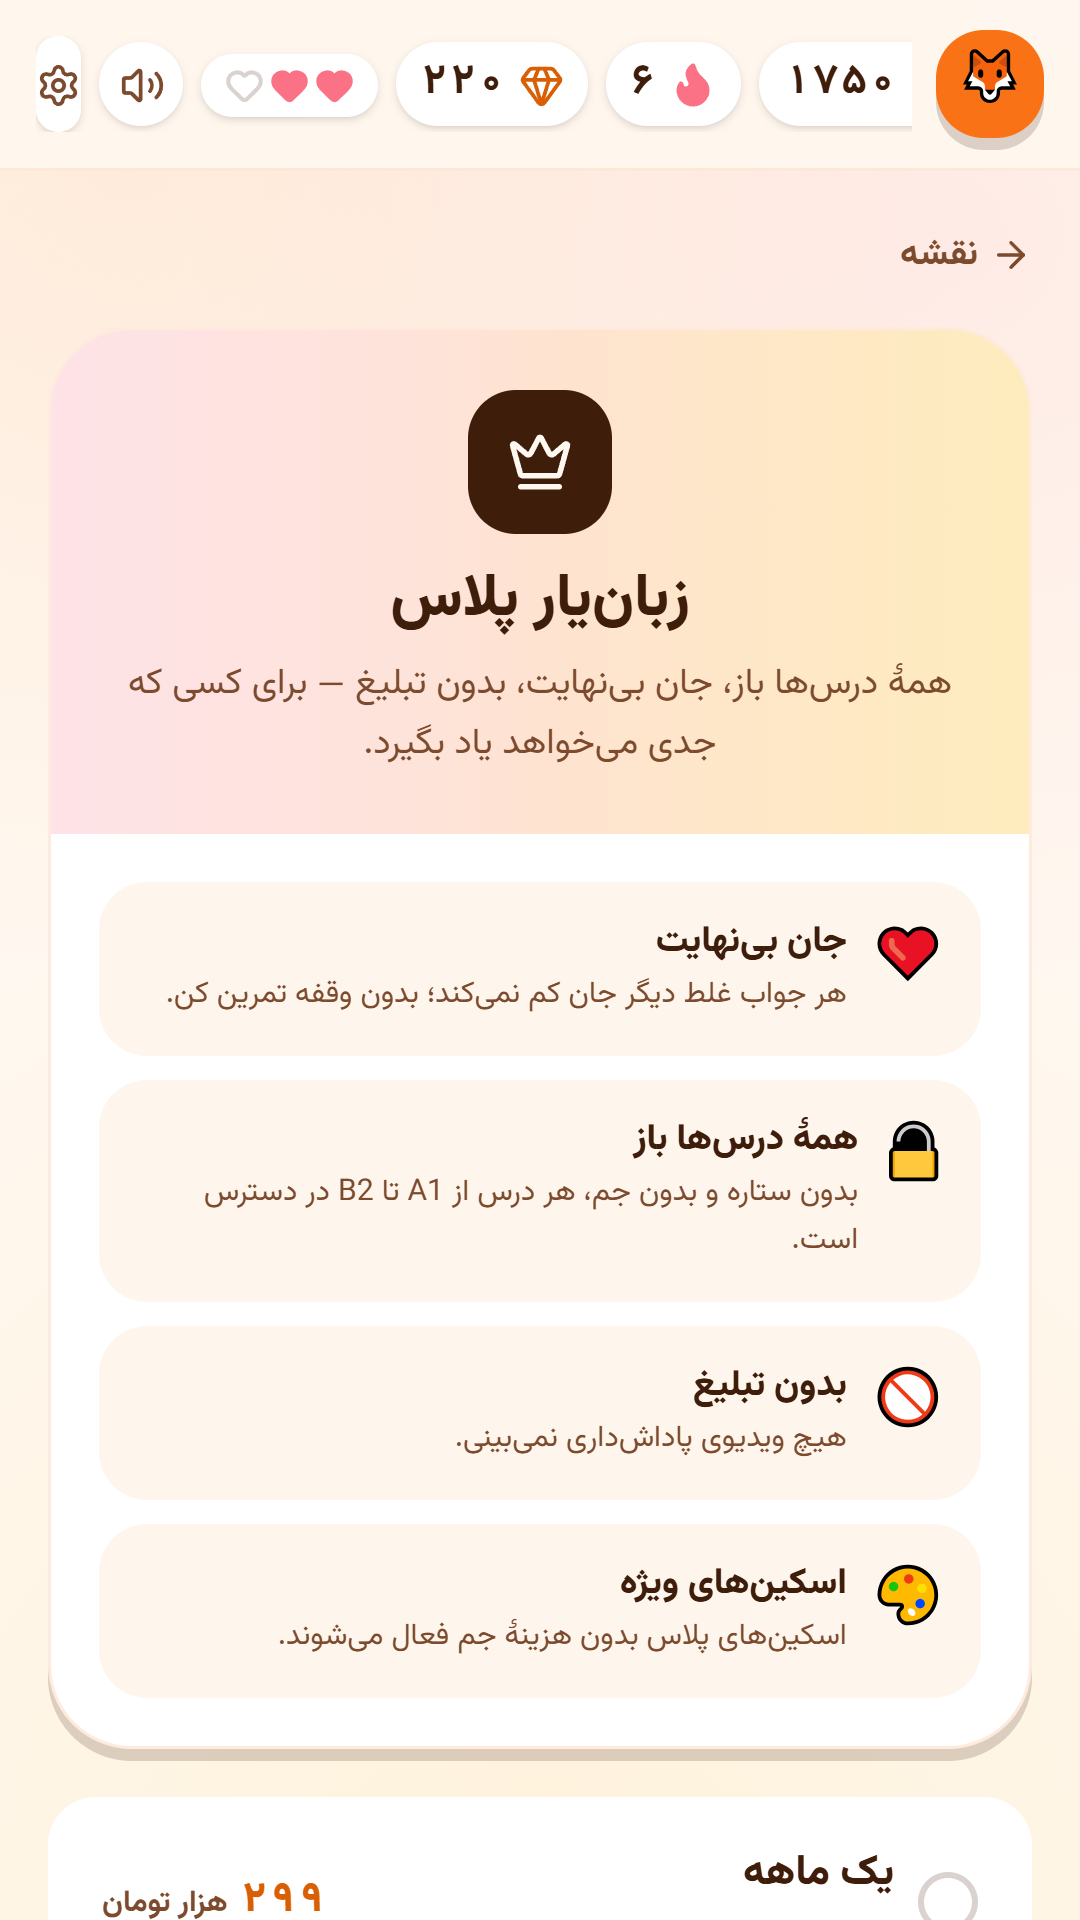 ۱۷۵۰
۶
۲۲۰
نقشه
زبان‌یار پلاس
همهٔ درس‌ها باز، جان بی‌نهایت، بدون تبلیغ — برای کسی که
جدی می‌خواهد یاد بگیرد.
جان بی‌نهایت
هر جواب غلط دیگر جان کم نمی‌کند؛ بدون وقفه تمرین کن.
همهٔ درس‌ها باز
بدون ستاره و بدون جم، هر درس از A1 تا B2 در دسترس
است.
بدون تبلیغ
هیچ ویدیوی پاداش‌داری نمی‌بینی.
اسکین‌های ویژه
اسکین‌های پلاس بدون هزینهٔ جم فعال می‌شوند.
یک ماهه
۲۹۹ هزار تومان